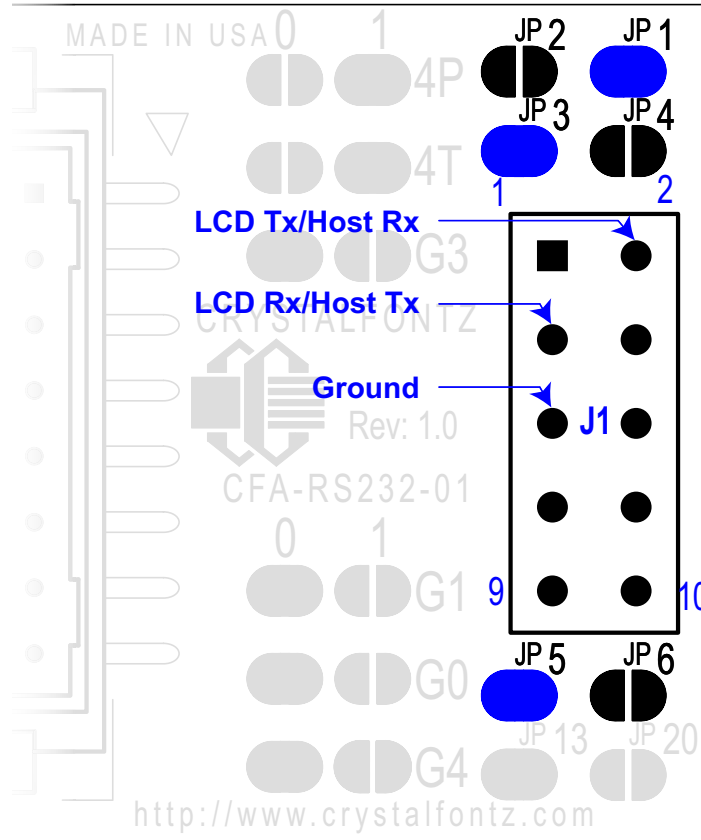 MADE IN USA 0 1 JP 2 JP 1
4P
JP 3 JP 4
4T
1 2
LCD Tx/Host Rx
G3
LCD Rx/Host Tx
CRYSTALFONTZ
Ground
J1
Rev: 1.0
CFA-RS232-01
0 1
G1 9 10
JP 5 JP 6
G0
JP 13 JP 20
G4
http://www.crystalfontz.com